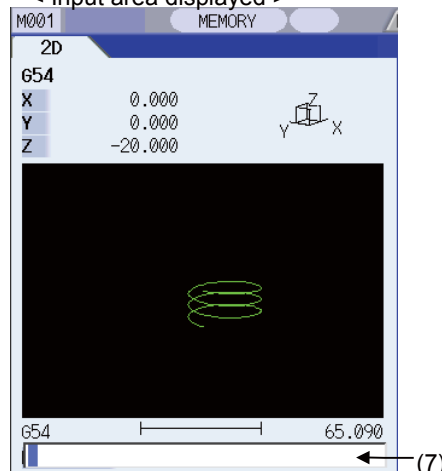 < Input area displayed >
M001 MEMORY
2D
G54
X 0.000
Y 0.000
Z -20.000
Z
Y X
G54 65.090
(7)